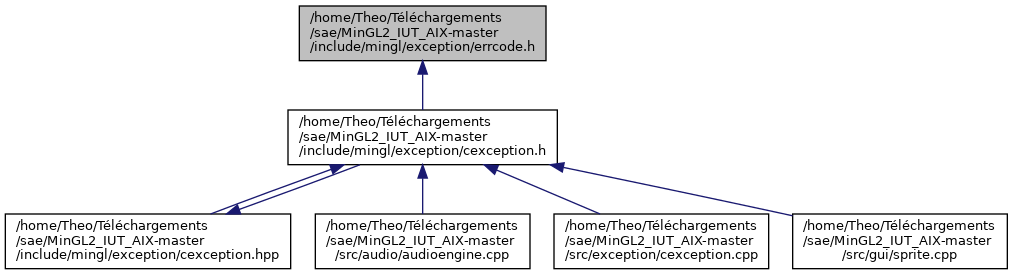 /home/Theo/Téléchargements
/sae/MinGL2_IUT_AIX-master
/include/mingl/exception/errcode.h
/home/Theo/Téléchargements
/sae/MinGL2_IUT_AIX-master
/include/mingl/exception/cexception.h
/home/Theo/Téléchargements
/sae/MinGL2_IUT_AIX-master
/include/mingl/exception/cexception.hpp
/home/Theo/Téléchargements
/sae/MinGL2_IUT_AIX-master
/src/audio/audioengine.cpp
/home/Theo/Téléchargements
/sae/MinGL2_IUT_AIX-master
/src/exception/cexception.cpp
/home/Theo/Téléchargements
/sae/MinGL2_IUT_AIX-master
/src/gui/sprite.cpp